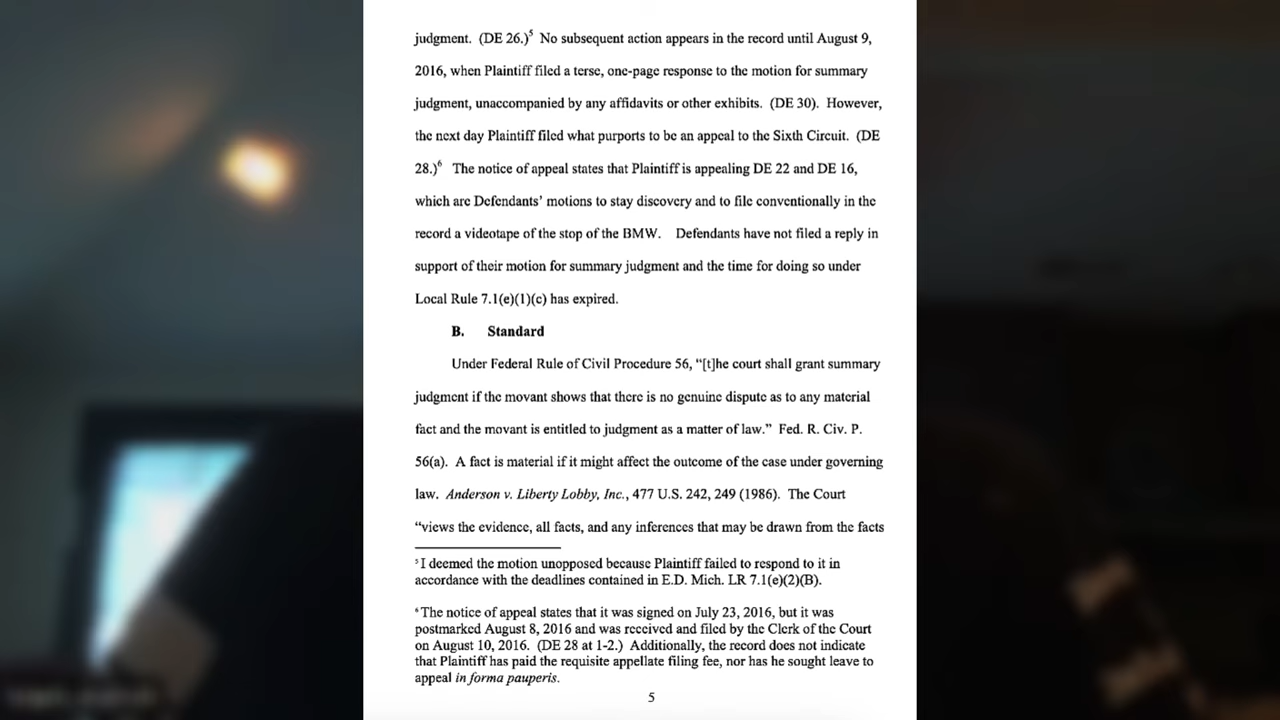 judgment. (DE 26.)⁵ No subsequent action appears in the record until August 9,
2016, when Plaintiff filed a terse, one-page response to the motion for summary
judgment, unaccompanied by any affidavits or other exhibits. (DE 30). However,
the next day Plaintiff filed what purports to be an appeal to the Sixth Circuit. (DE
28.)⁶ The notice of appeal states that Plaintiff is appealing DE 22 and DE 16,
which are Defendants’ motions to stay discovery and to file conventionally in the
record a videotape of the stop of the BMW. Defendants have not filed a reply in
support of their motion for summary judgment and the time for doing so under
Local Rule 7.1(e)(1)(c) has expired.
B. Standard
Under Federal Rule of Civil Procedure 56, “[t]he court shall grant summary
judgment if the movant shows that there is no genuine dispute as to any material
fact and the movant is entitled to judgment as a matter of law.” Fed. R. Civ. P.
56(a). A fact is material if it might affect the outcome of the case under governing
law. Anderson v. Liberty Lobby, Inc., 477 U.S. 242, 249 (1986). The Court
“views the evidence, all facts, and any inferences that may be drawn from the facts
⁵ I deemed the motion unopposed because Plaintiff failed to respond to it in
accordance with the deadlines contained in E.D. Mich. LR 7.1(e)(2)(B).
⁶ The notice of appeal states that it was signed on July 23, 2016, but it was
postmarked August 8, 2016 and was received and filed by the Clerk of the Court
on August 10, 2016. (DE 28 at 1-2.) Additionally, the record does not indicate
that Plaintiff has paid the requisite appellate filing fee, nor has he sought leave to
appeal in forma pauperis.
5